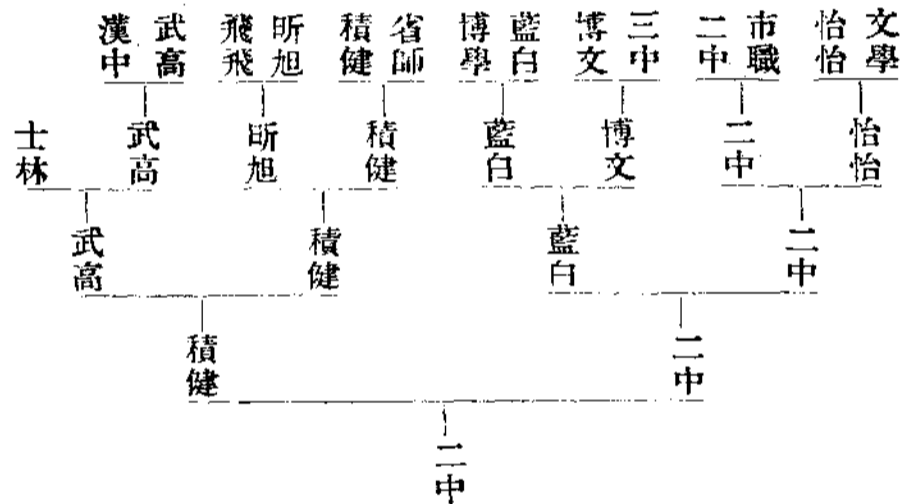 文學
怡怡
市職
二中
三中
博文
藍白
博學
省師
積健
昕旭
飛飛
武高
漢中
怡怡
二中
博文
藍白
積健
昕旭
武高
士林
二中
藍白
積健
武高
二中
積健
二中